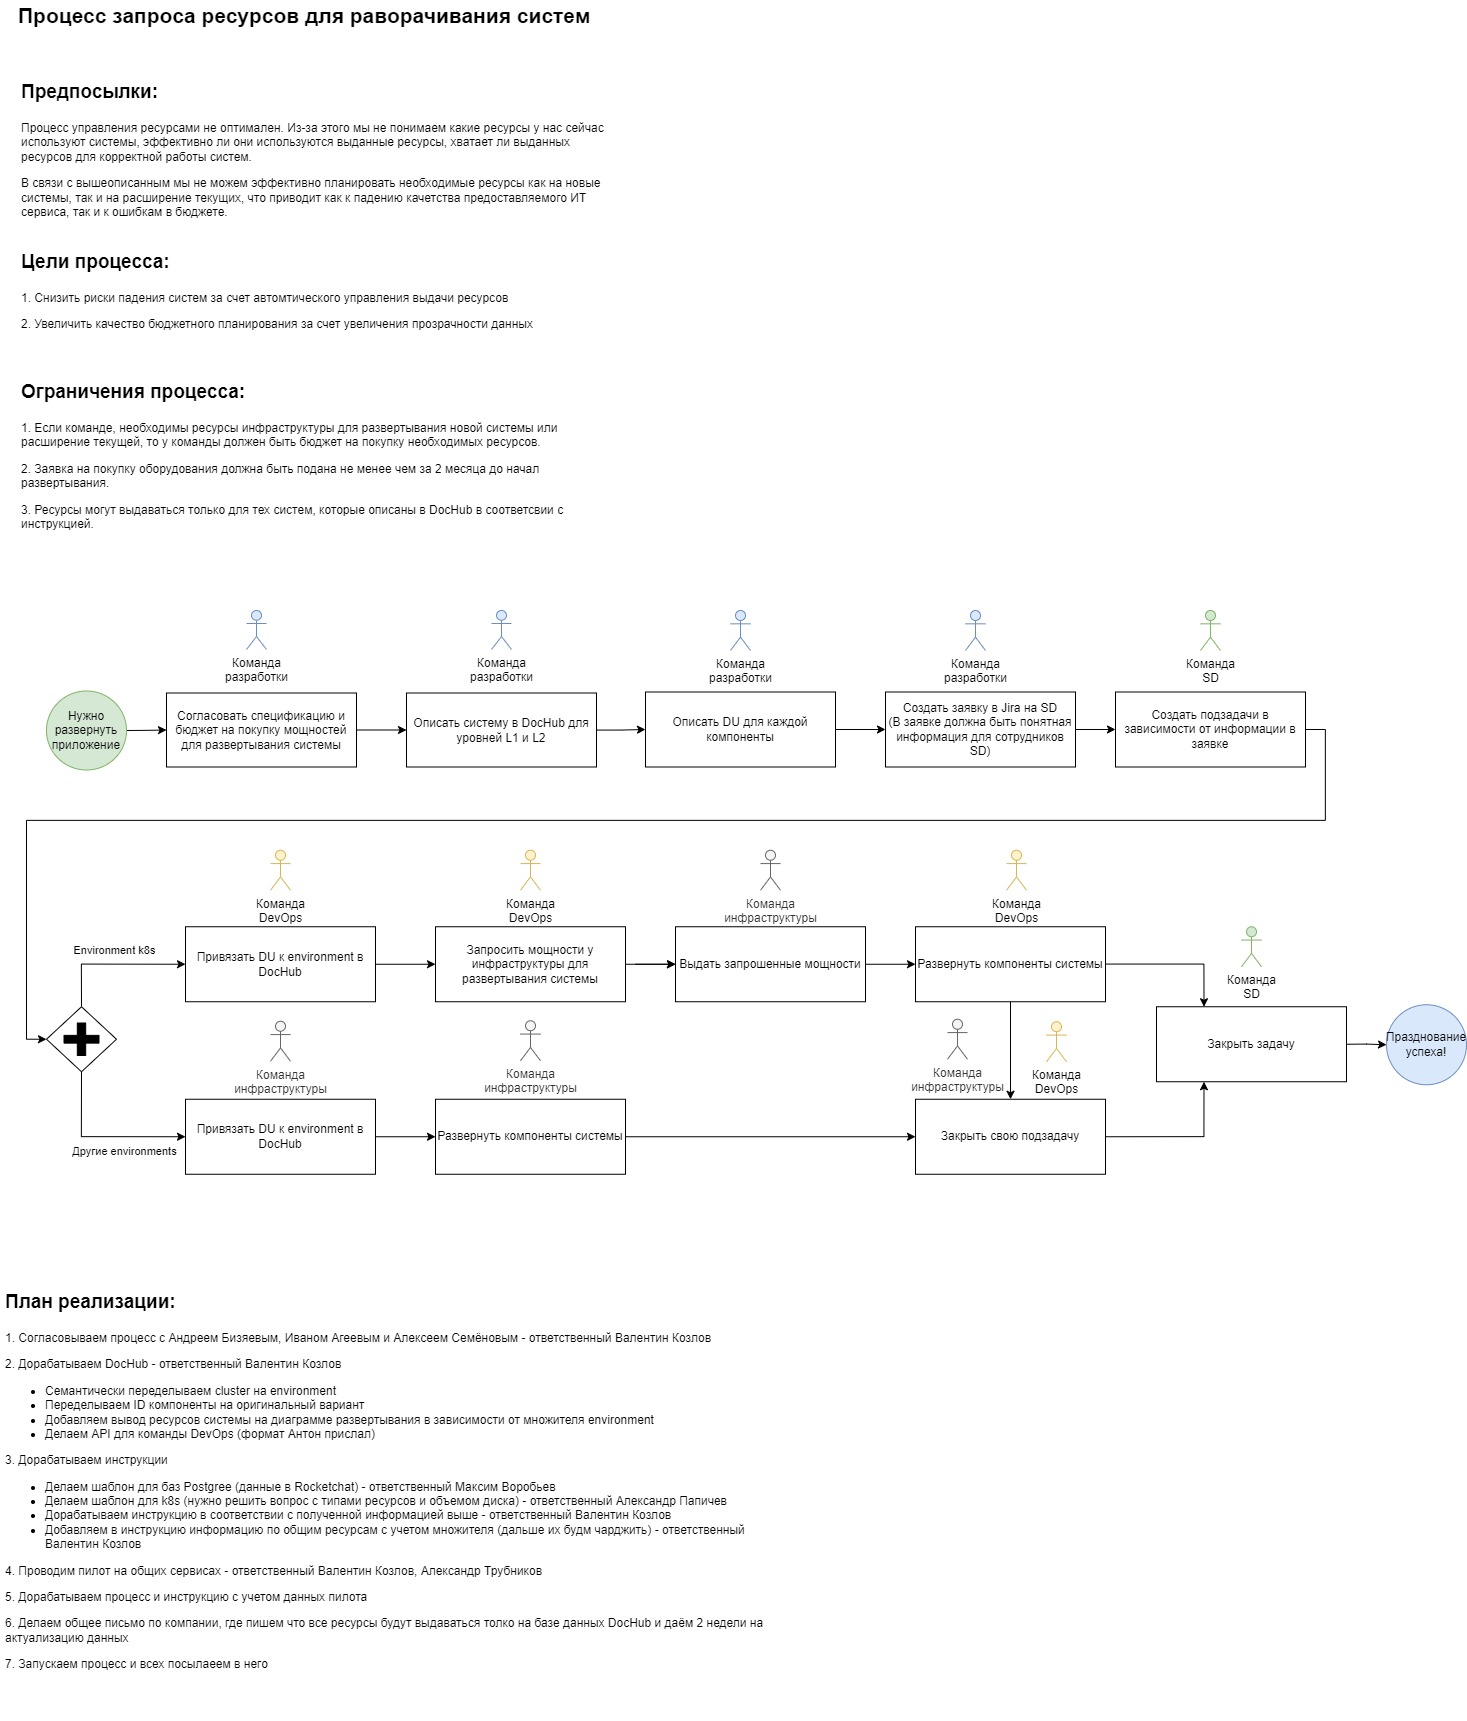 Процесс запроса ресурсов для раворачивания систем
Предпосылки:
Процесс управления ресурсами не оптимален. Из-за этого мы не понимаем какие ресурсы у нас сейчас
используют системы, эффективно ли они используются выданные ресурсы, хватает ли выданных
ресурсов для корректной работы систем.
В связи с вышеописанным мы не можем эффективно планировать необходимые ресурсы как на новые
системы, так и на расширение текущих, что приводит как к падению качетства предоставляемого ИТ
сервиса, так и к ошибкам в бюджете.
Цели процесса:
1. Снизить риски падения систем за счет автомтического управления выдачи ресурсов
2. Увеличить качество бюджетного планирования за счет увеличения прозрачности данных
Ограничения процесса:
1. Если команде, необходимы ресурсы инфраструктуры для развертывания новой системы или
расширение текущей, то у команды должен быть бюджет на покупку необходимых ресурсов.
2. Заявка на покупку оборудования должна быть подана не менее чем за 2 месяца до начал
развертывания.
3. Ресурсы могут выдаваться только для тех систем, которые описаны в DocHub в соответсвии с
инструкцией.
Нужно
развернуть
приложение
Команда
разработки
Согласовать спецификацию и
бюджет на покупку мощностей
для развертывания системы
Команда
разработки
Описать систему в DocHub для
уровней L1 и L2
Команда
разработки
Описать DU для каждой
компоненты
Команда
разработки
Создать заявку в Jira на SD
(В заявке должна быть понятная
информация для сотрудников
SD)
Команда
SD
Создать подзадачи в
зависимости от информации в
заявке
Environment k8s
Команда
DevOps
Привязать DU к environment в
DocHub
Команда
DevOps
Запросить мощности у
инфраструктуры для
развертывания системы
Команда
инфраструктуры
Выдать запрошенные мощности
Команда
DevOps
Развернуть компоненты системы
Другие environments
Команда
инфраструктуры
Привязать DU к environment в
DocHub
Команда
инфраструктуры
Развернуть компоненты системы
Команда
инфраструктуры
Команда
DevOps
Закрыть свою подзадачу
Команда
SD
Закрыть задачу
Празднование
успеха!
План реализации:
1. Согласовываем процесс с Андреем Бизяевым, Иваном Агеевым и Алексеем Семёновым - ответственный Валентин Козлов
2. Дорабатываем DocHub - ответственный Валентин Козлов
• Семантически переделываем cluster на environment
• Переделываем ID компоненты на оригинальный вариант
• Добавляем вывод ресурсов системы на диаграмме развертывания в зависимости от множителя environment
• Делаем API для команды DevOps (формат Антон прислал)
3. Дорабатываем инструкции
• Делаем шаблон для баз Postgree (данные в Rocketchat) - ответственный Максим Воробьев
• Делаем шаблон для k8s (нужно решить вопрос с типами ресурсов и объемом диска) - ответственный Александр Папичев
• Дорабатываем инструкцию в соответствии с полученной информацией выше - ответственный Валентин Козлов
• Добавляем в инструкцию информацию по общим ресурсам с учетом множителя (дальше их будм чарджить) - ответственный
Валентин Козлов
4. Проводим пилот на общих сервисах - ответственный Валентин Козлов, Александр Трубников
5. Дорабатываем процесс и инструкцию с учетом данных пилота
6. Делаем общее письмо по компании, где пишем что все ресурсы будут выдаваться толко на базе данных DocHub и даём 2 недели на
актуализацию данных
7. Запускаем процесс и всех посылаеем в него